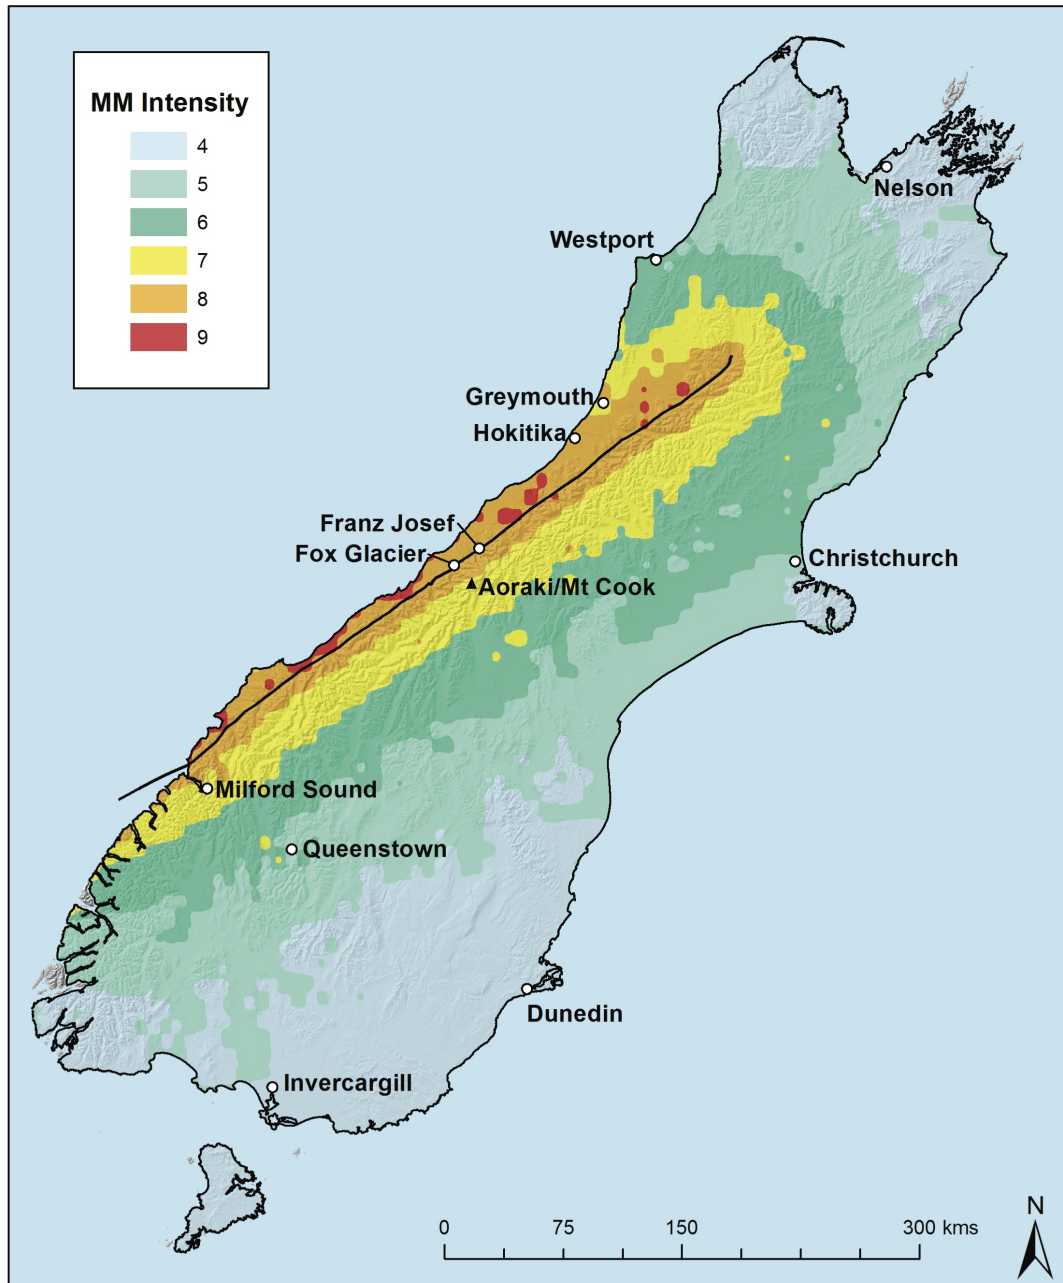 MM Intensity
4
5
6
7
8
9
Nelson
Westport
Greymouth
Hokitika
Franz Josef
Fox Glacier
Christchurch
Aoraki/Mt Cook
Milford Sound
Queenstown
Dunedin
Invercargill
N
0 75 150 300 kms